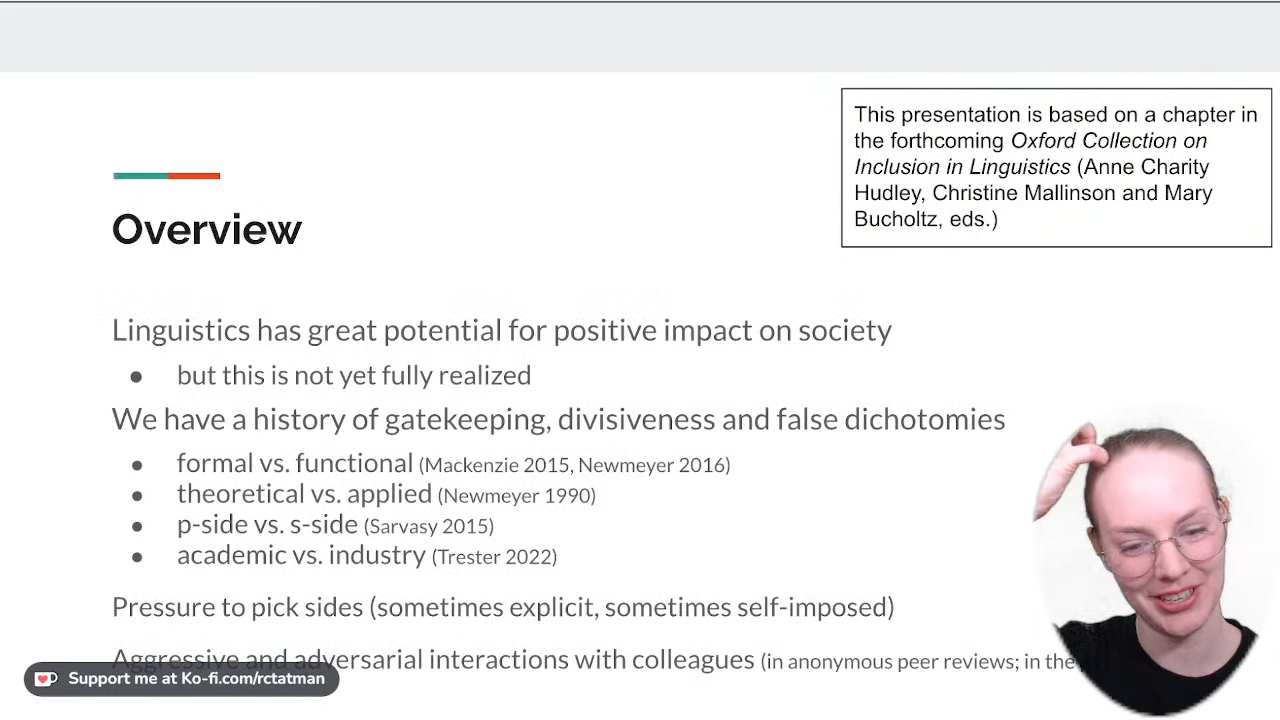 This presentation is based on a chapter in
the forthcoming Oxford Collection on
Inclusion in Linguistics (Anne Charity
Hudley, Christine Mallinson and Mary
Bucholtz, eds.)
Overview
Linguistics has great potential for positive impact on society
● but this is not yet fully realized
We have a history of gatekeeping, divisiveness and false dichotomies
● formal vs. functional (Mackenzie 2015, Newmeyer 2016)
● theoretical vs. applied (Newmeyer 1990)
● p-side vs. s-side (Sarvasy 2015)
● academic vs. industry (Trester 2022)
Pressure to pick sides (sometimes explicit, sometimes self-imposed)
Aggressive and adversarial interactions with colleagues (in anonymous peer reviews; in the
Support me at Ko-fi.com/rctatman